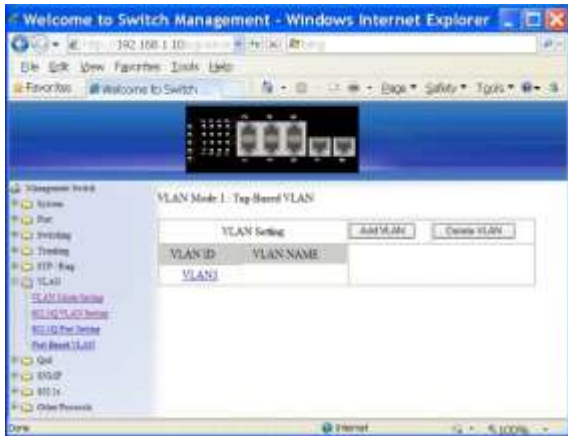 Welcome to Switch Management - Windows Internet Explorer
192.168.1.10
File Edit View Favorites Tools Help
Favorites Welcome to Switch Page Safety Tools
Management Switch
System
Port
Switching
Trunking
STP / Ring
VLAN
VLAN Mode Setting
802.1Q VLAN Setting
802.1Q Port Setting
Port Based VLAN
QoS
SNMP
802.1x
Other Protocols
VLAN Mode 1 : Tag-Based VLAN
VLAN Setting Add VLAN Delete VLAN
VLAN ID VLAN NAME
VLAN1
Done Internet 100%